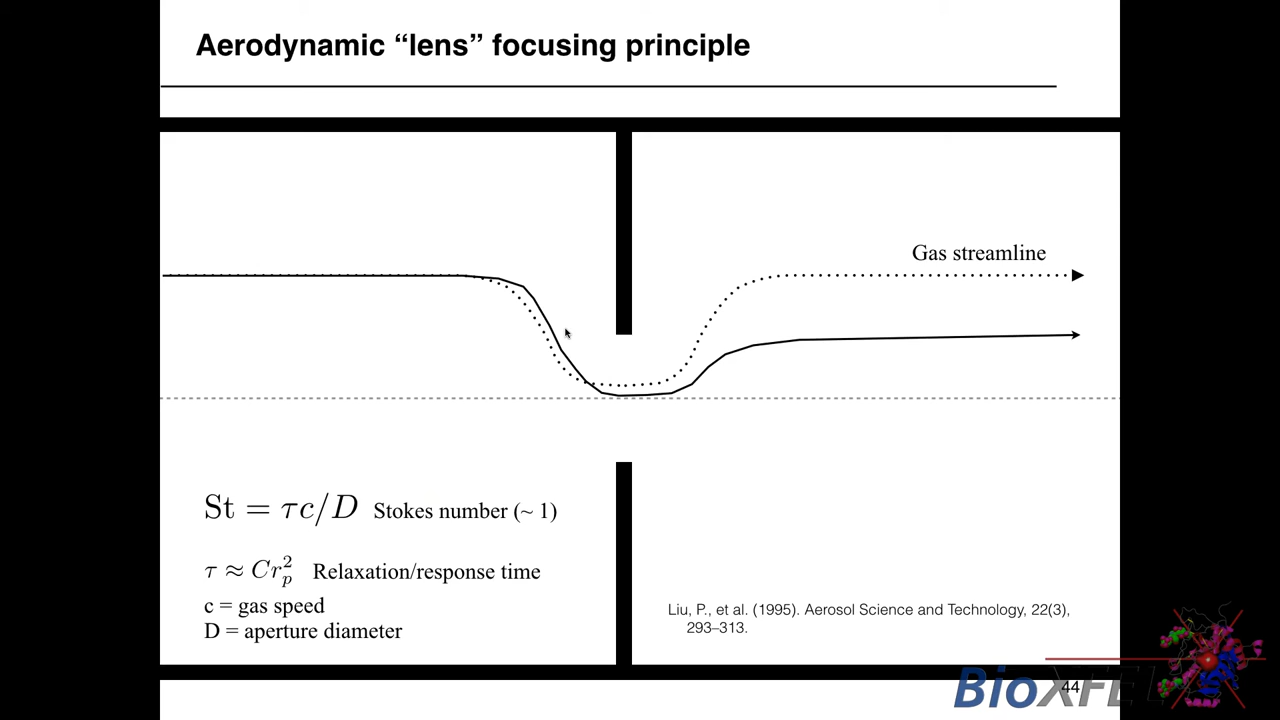 Aerodynamic “lens” focusing principle
Gas streamline
St = τc/D Stokes number (~ 1)
τ ≈ Cr_p^2 Relaxation/response time
c = gas speed
D = aperture diameter
Liu, P., et al. (1995). Aerosol Science and Technology, 22(3),
293–313.
44
BioXFEL